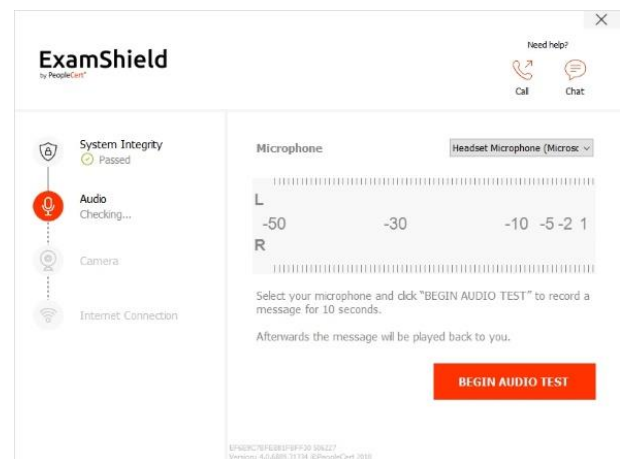 Need help?
ExamShield
by PeopleCert
Call
Chat
System Integrity
Passed
Audio
Checking...
Camera
Internet Connection
Microphone
Headset Microphone (Microsc
L
-50 -30 -10 -5 -2 1
R
Select your microphone and click "BEGIN AUDIO TEST" to record a
message for 10 seconds.
Afterwards the message will be played back to you.
BEGIN AUDIO TEST